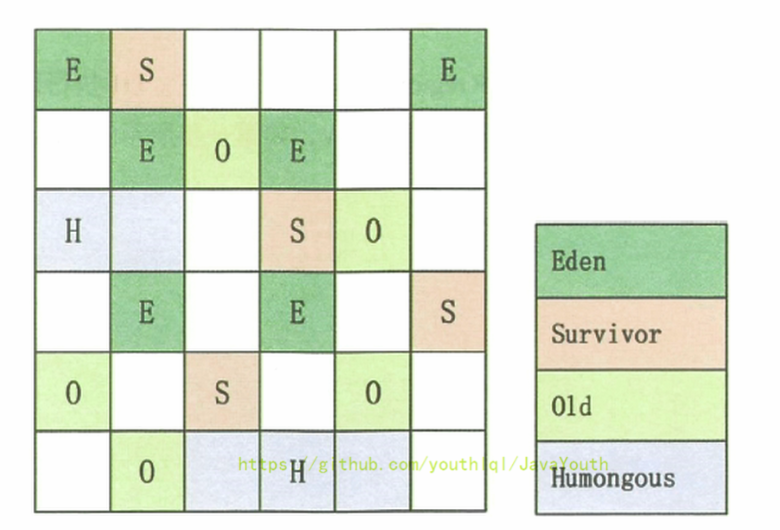 E S E
E O E
H S O
E E S
O S O
O H
Eden
Survivor
Old
Humongous
https://github.com/youthlql/JavaYouth